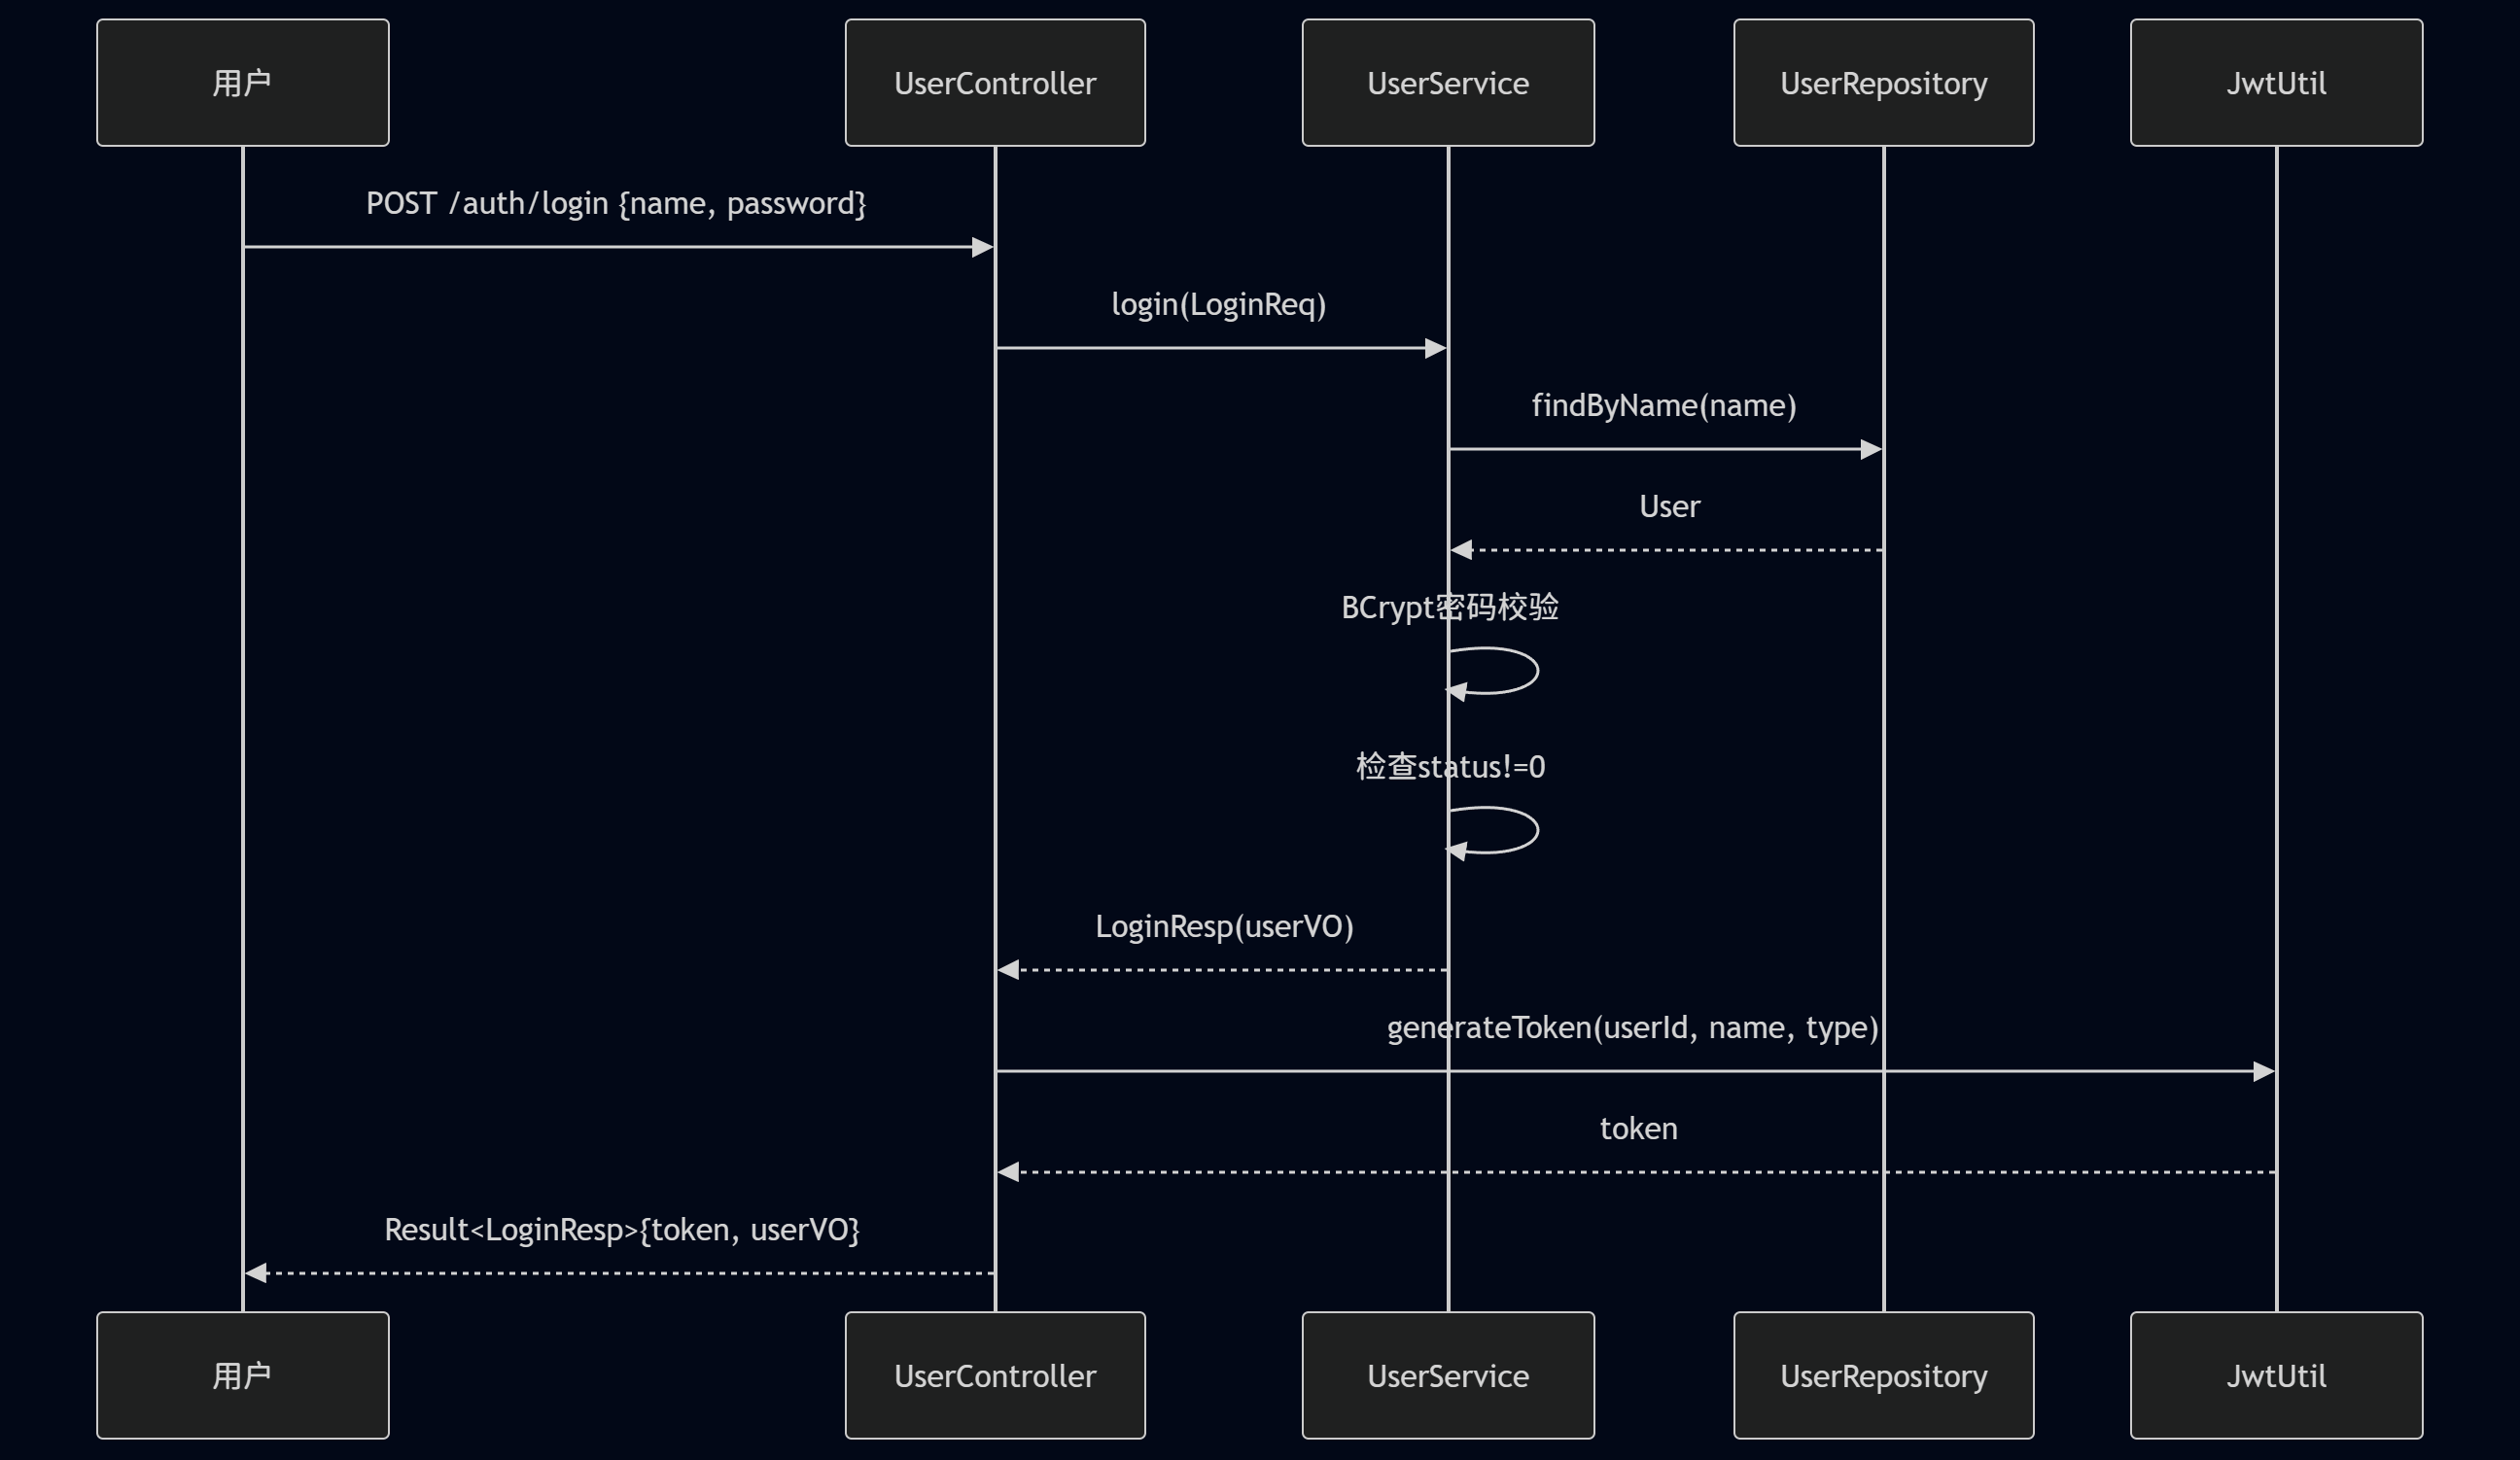 用户
UserController
UserService
UserRepository
JwtUtil
POST /auth/login {name, password}
login(LoginReq)
findByName(name)
User
BCrypt密码校验
检查status!=0
LoginResp(userVO)
generateToken(userId, name, type)
token
Result<LoginResp>{token, userVO}
用户
UserController
UserService
UserRepository
JwtUtil